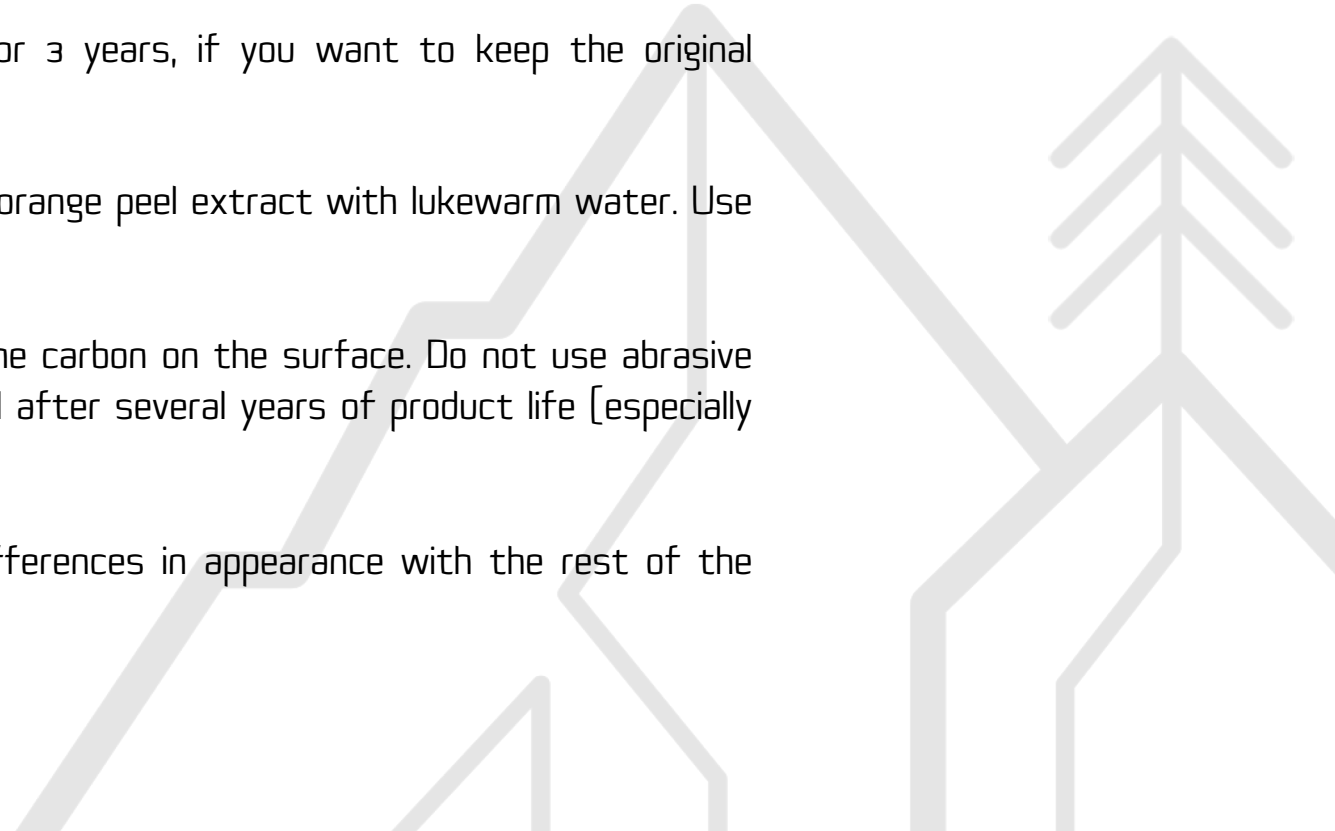 or 3 years, if you want to keep the original
orange peel extract with lukewarm water. Use
he carbon on the surface. Do not use abrasive
after several years of product life [especially
fferences in appearance with the rest of the